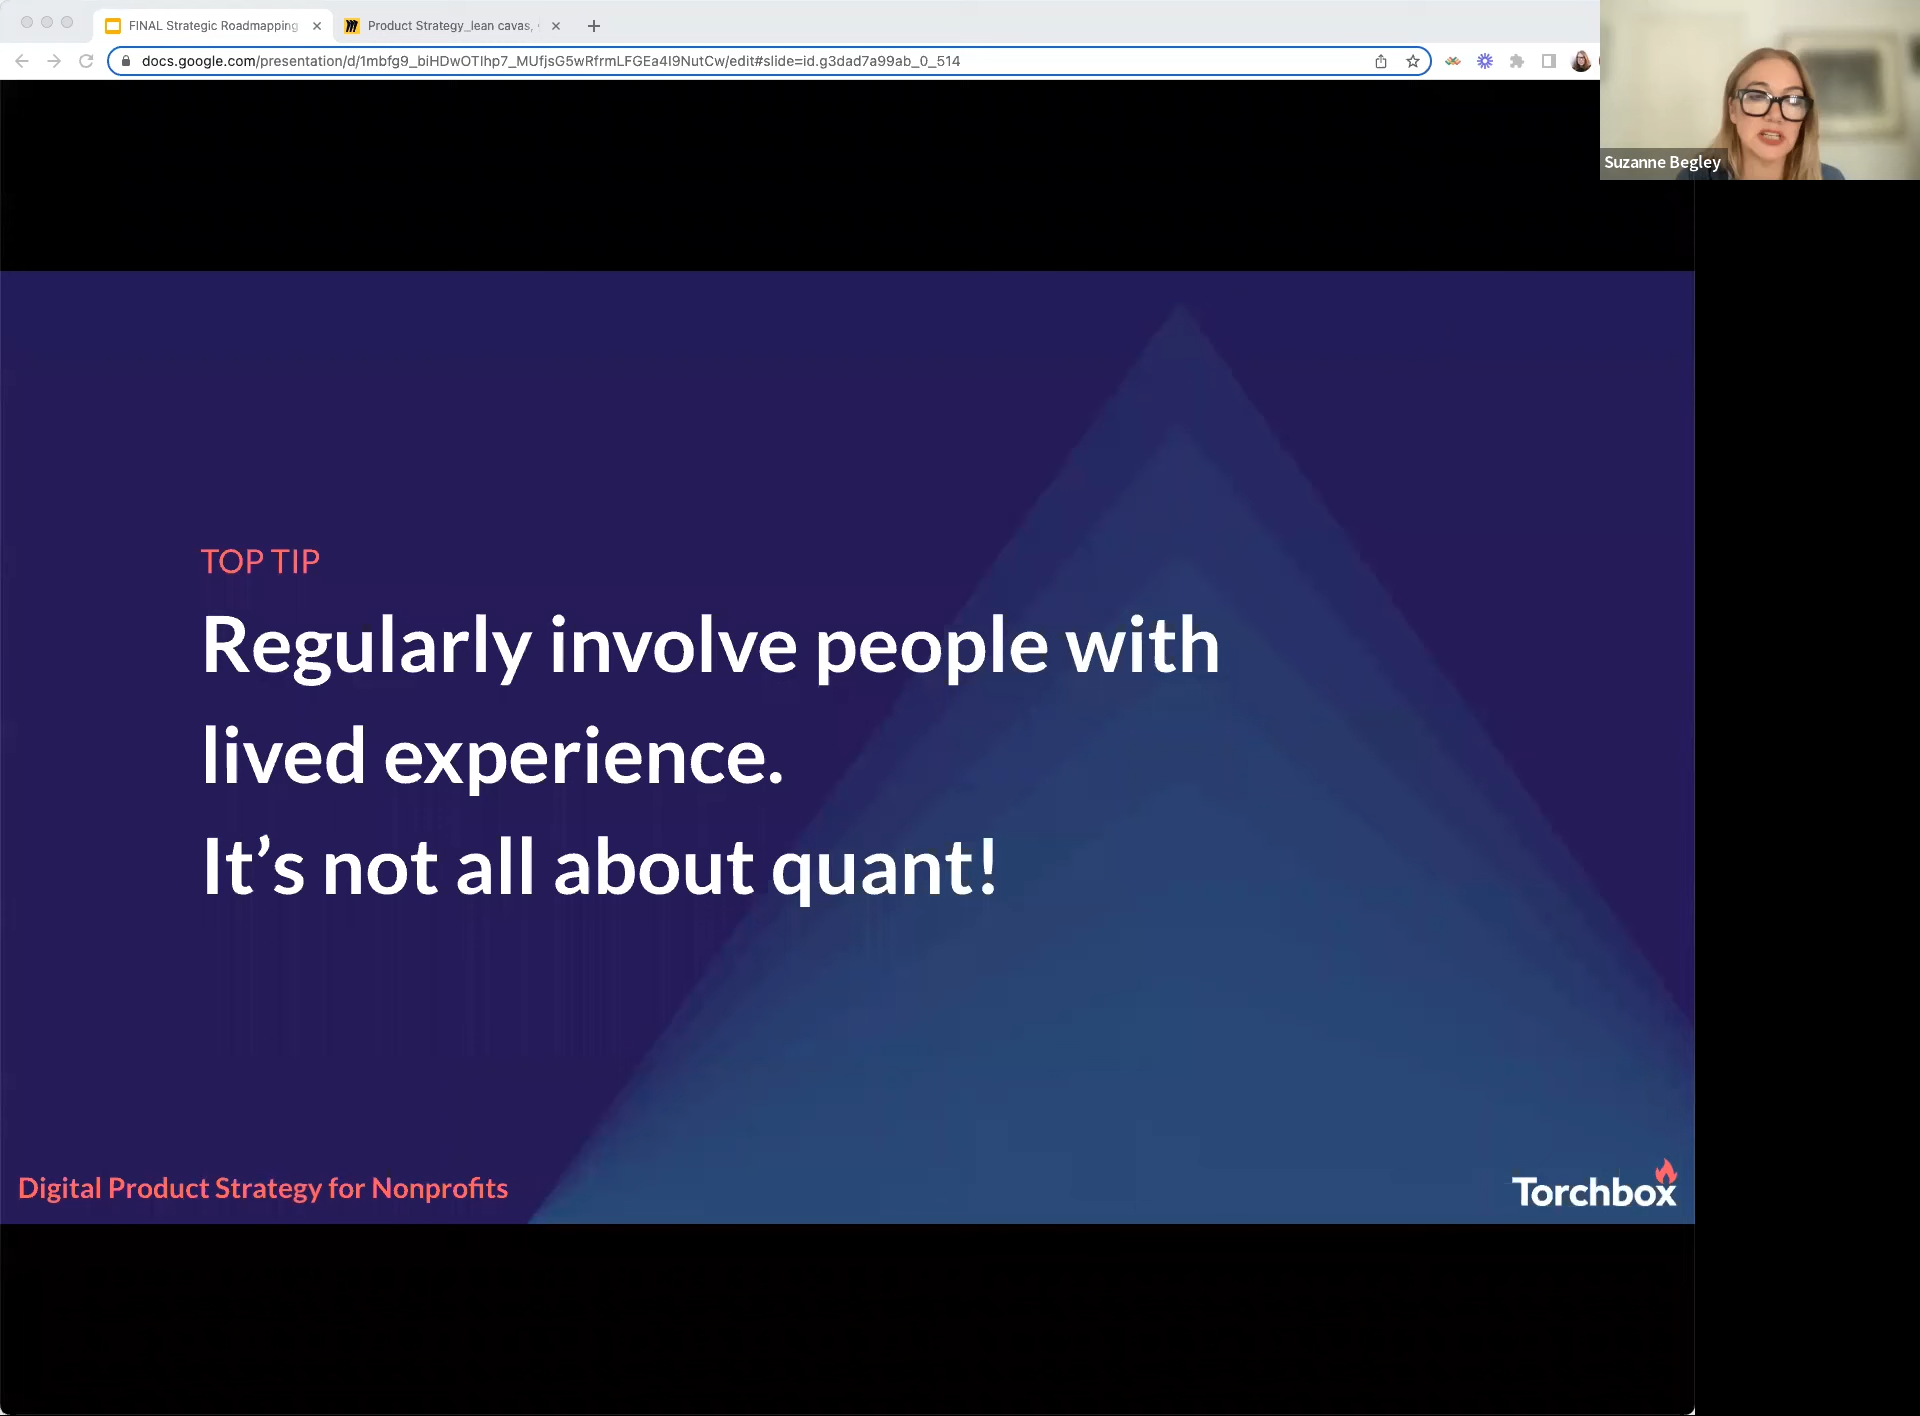 FINAL Strategic Roadmapping
Product Strategy_lean cavas,
docs.google.com/presentation/d/1mbfg9_biHDwOTIhp7_MUfjsG5wRfrmLFGEa4I9NutCw/edit#slide=id.g3dad7a99ab_0_514
Suzanne Begley
TOP TIP
Regularly involve people with
lived experience.
It’s not all about quant!
Digital Product Strategy for Nonprofits
Torchbox